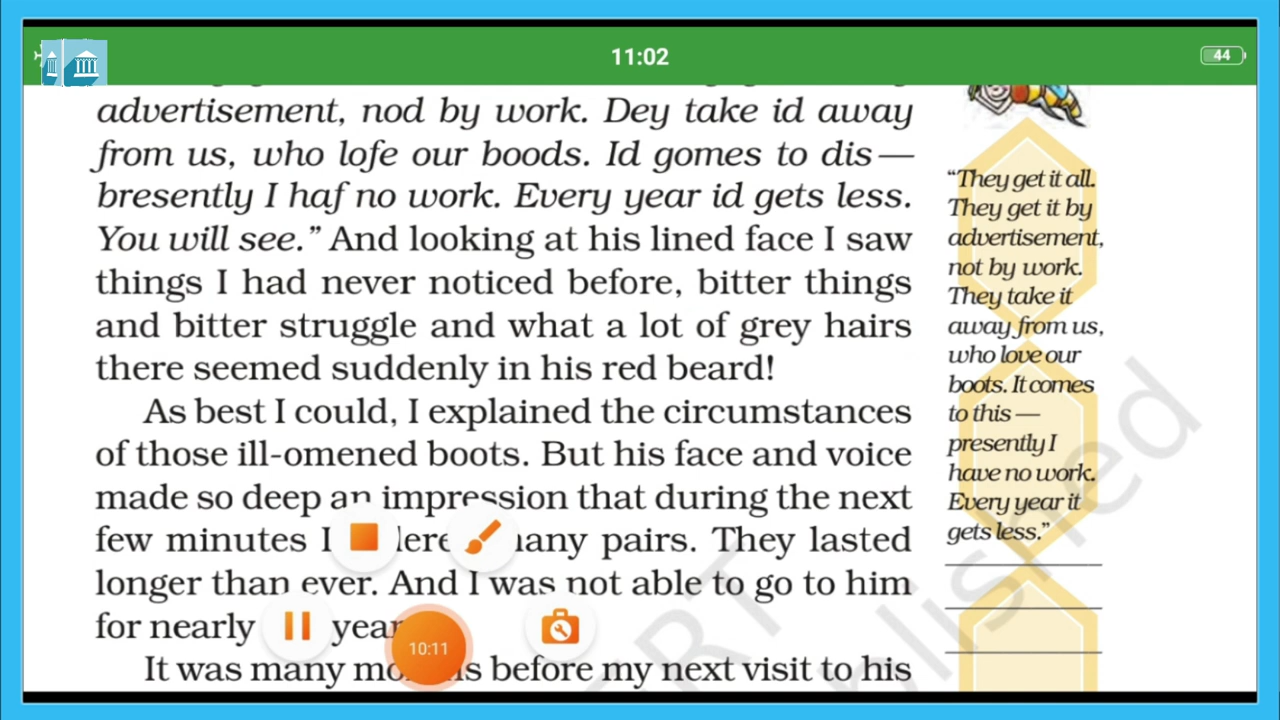 11:02
44
advertisement, nod by work. Dey take id away
from us, who lofe our boods. Id gomes to dis—
bresently I haf no work. Every year id gets less.
You will see.” And looking at his lined face I saw
things I had never noticed before, bitter things
and bitter struggle and what a lot of grey hairs
there seemed suddenly in his red beard!
As best I could, I explained the circumstances
of those ill-omened boots. But his face and voice
made so deep an impression that during the next
few minutes I many pairs. They lasted
longer than ever. And I was not able to go to him
for nearly year
10:11
It was many before my next visit to his
“They get it all.
They get it by
advertisement,
not by work.
They take it
away from us,
who love our
boots. It comes
to this —
presently I
have no work.
Every year it
gets less.”